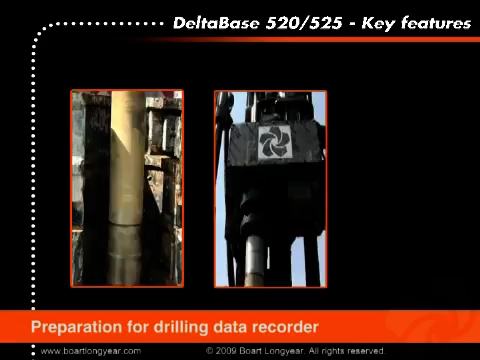 DeltaBase 520/525 - Key features
Preparation for drilling data recorder
www.boartlongyear.com
© 2009 Boart Longyear. All rights reserved.